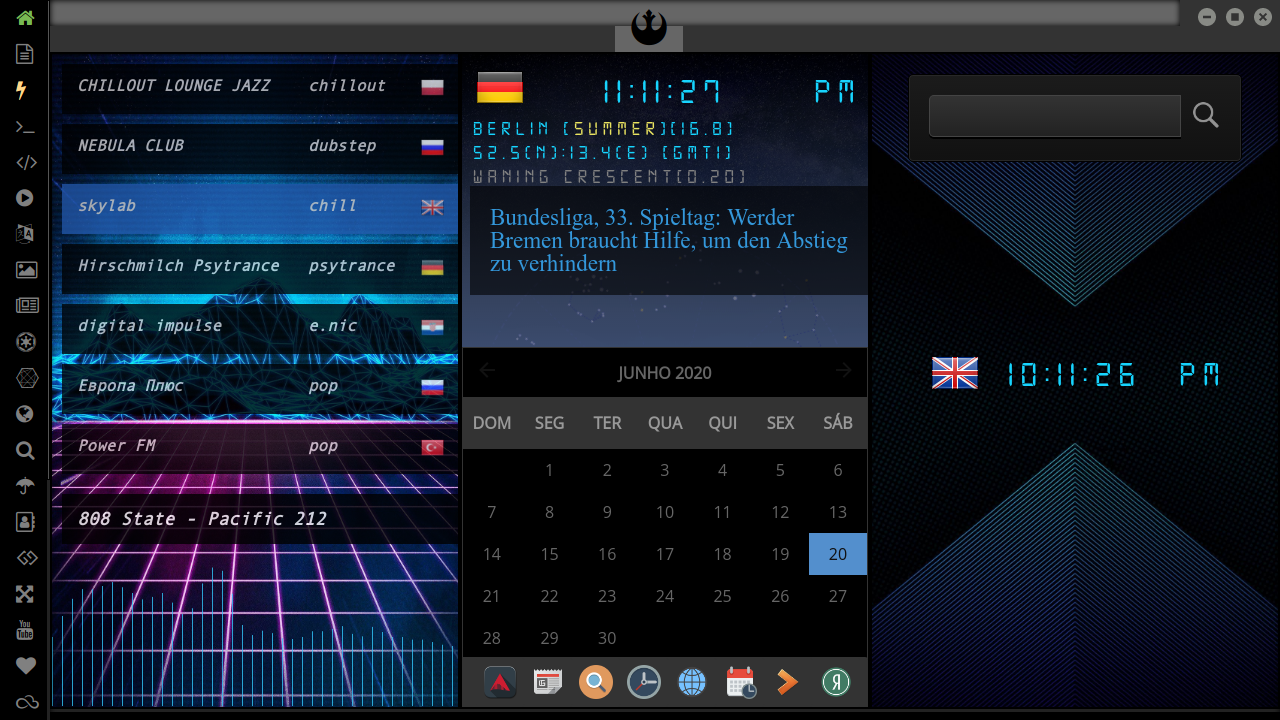 CHILLOUT LOUNGE JAZZ chillout
NEBULA CLUB dubstep
skylab chill
Hirschmilch Psytrance psytrance
digital impulse e.nic
Европа Плюс pop
Power FM pop
808 State - Pacific 212
11:11:27 PM
BERLIN [SUMMER][16.8]
52.5(N):13.4(E) [GMT1]
WANING CRESCENT[0.20]
Bundesliga, 33. Spieltag: Werder
Bremen braucht Hilfe, um den Abstieg
zu verhindern
JUNHO 2020
DOM SEG TER QUA QUI SEX SÁB
1 2 3 4 5 6
7 8 9 10 11 12 13
14 15 16 17 18 19 20
21 22 23 24 25 26 27
28 29 30
10:11:26 PM
You
Tube
Я